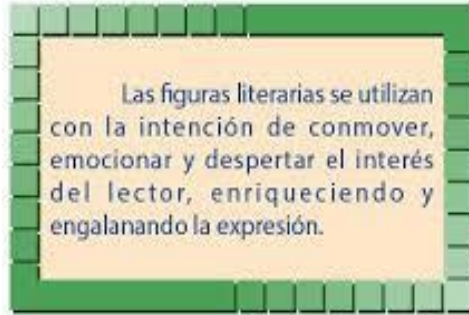 Las figuras literarias se utilizan
con la intención de conmover,
emocionar y despertar el interés
del lector, enriqueciendo y
engalanando la expresión.